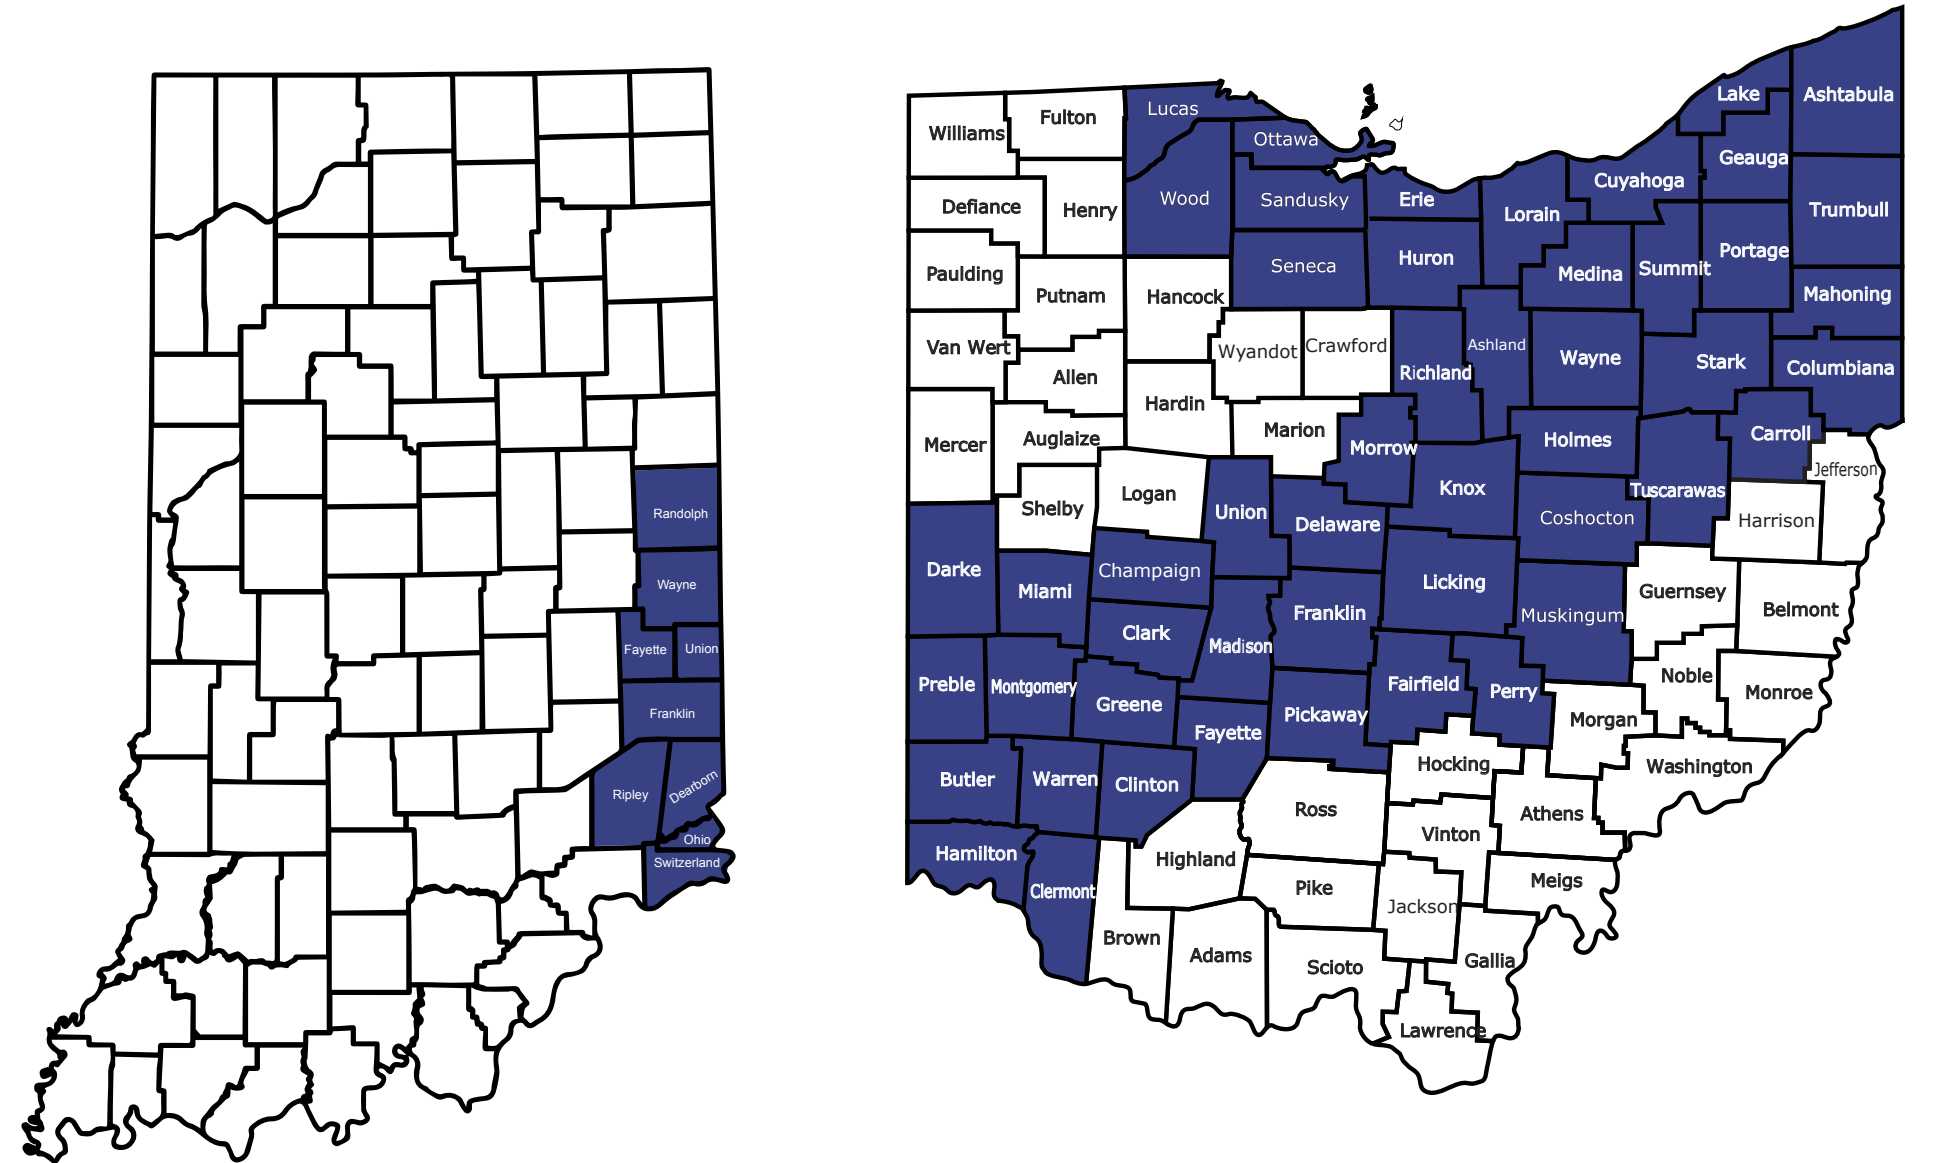 Randolph
Wayne
Fayette
Union
Franklin
Ripley
Dearborn
Ohio
Switzerland
Williams
Fulton
Lucas
Ottawa
Lake
Ashtabula
Geauga
Cuyahoga
Defiance
Henry
Wood
Sandusky
Erie
Lorain
Trumbull
Paulding
Putnam
Hancock
Seneca
Huron
Medina
Summit
Portage
Mahoning
Van Wert
Allen
Wyandot
Crawford
Richland
Ashland
Wayne
Stark
Columbiana
Mercer
Auglaize
Hardin
Marion
Morrow
Holmes
Carroll
Jefferson
Shelby
Logan
Union
Delaware
Knox
Coshocton
Tuscarawas
Harrison
Darke
Miami
Champaign
Clark
Madison
Franklin
Licking
Muskingum
Guernsey
Belmont
Preble
Montgomery
Greene
Fayette
Pickaway
Fairfield
Perry
Morgan
Noble
Monroe
Butler
Warren
Clinton
Ross
Hocking
Athens
Washington
Hamilton
Clermont
Highland
Pike
Vinton
Jackson
Meigs
Brown
Adams
Scioto
Gallia
Lawrence